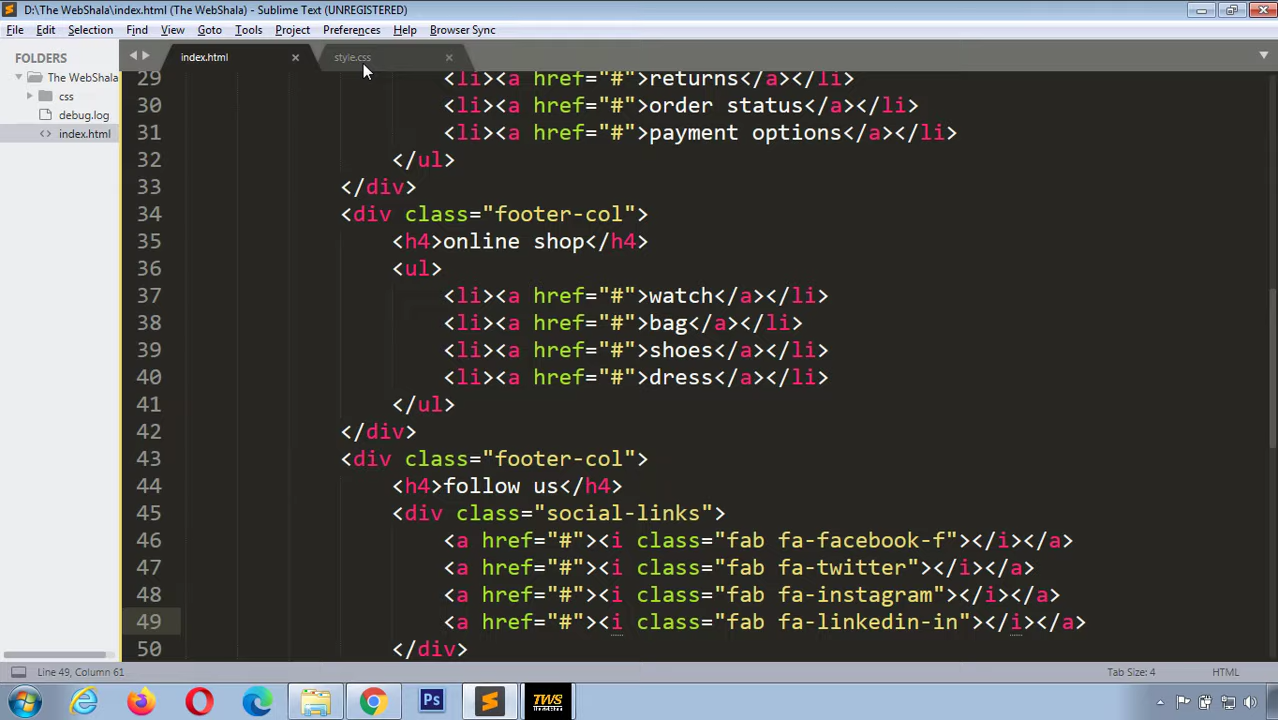 D:\The WebShala\index.html (The WebShala) - Sublime Text (UNREGISTERED)
File Edit Selection Find View Goto Tools Project Preferences Help Browser Sync
FOLDERS
The WebShala
css
debug.log
index.html
index.html
style.css
29 <li><a href="#">returns</a></li>
30 <li><a href="#">order status</a></li>
31 <li><a href="#">payment options</a></li>
32 </ul>
33 </div>
34 <div class="footer-col">
35 <h4>online shop</h4>
36 <ul>
37 <li><a href="#">watch</a></li>
38 <li><a href="#">bag</a></li>
39 <li><a href="#">shoes</a></li>
40 <li><a href="#">dress</a></li>
41 </ul>
42 </div>
43 <div class="footer-col">
44 <h4>follow us</h4>
45 <div class="social-links">
46 <a href="#"><i class="fab fa-facebook-f"></i></a>
47 <a href="#"><i class="fab fa-twitter"></i></a>
48 <a href="#"><i class="fab fa-instagram"></i></a>
49 <a href="#"><i class="fab fa-linkedin-in"></i></a>
50 </div>
Line 49, Column 61
Tab Size: 4
HTML
Ps
TWS